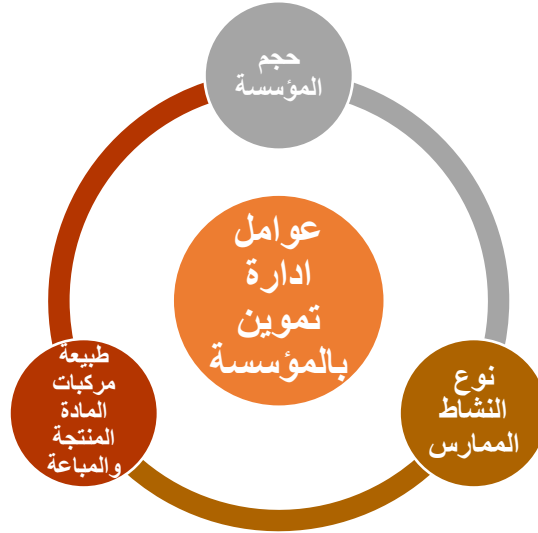 حجم
المؤسسة
عوامل
ادارة
تموين
بالمؤسسة
نوع
النشاط
الممارس
طبيعة
مركبات
المادة
المنتجة
والمباعة